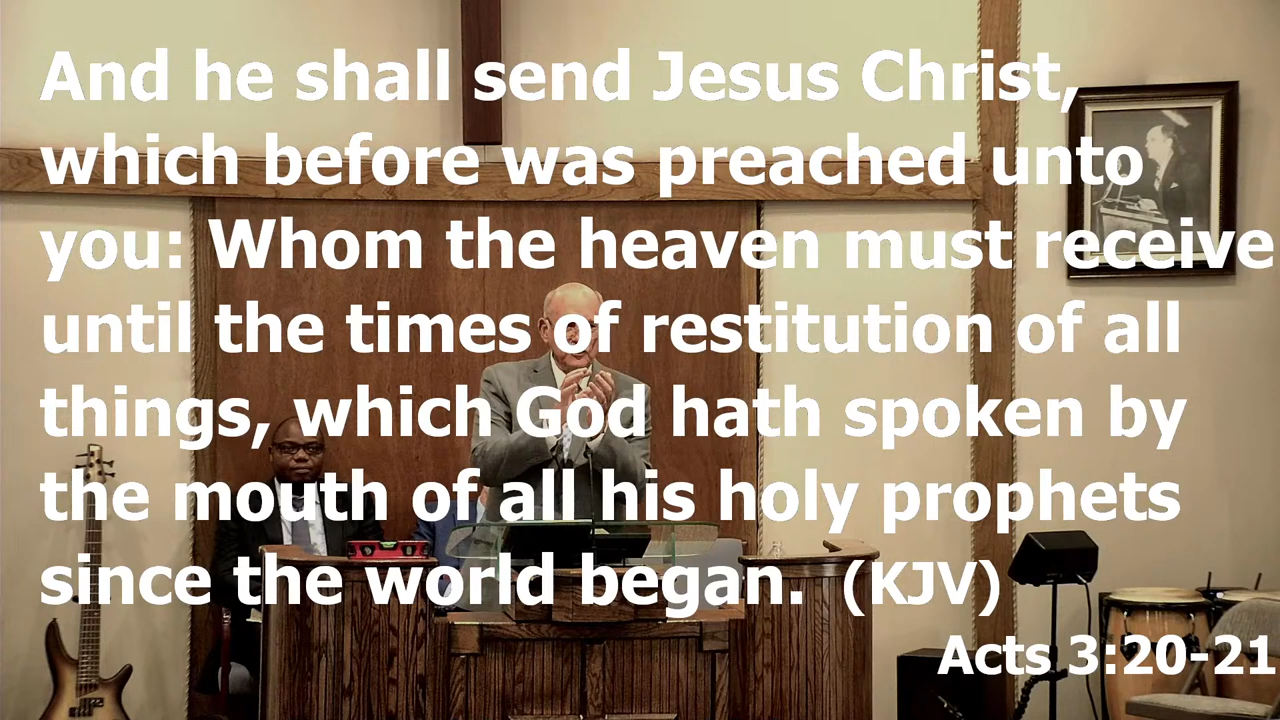 And he shall send Jesus Christ,
which before was preached unto
you: Whom the heaven must receive
until the times of restitution of all
things, which God hath spoken by
the mouth of all his holy prophets
since the world began. (KJV)
Acts 3:20-21